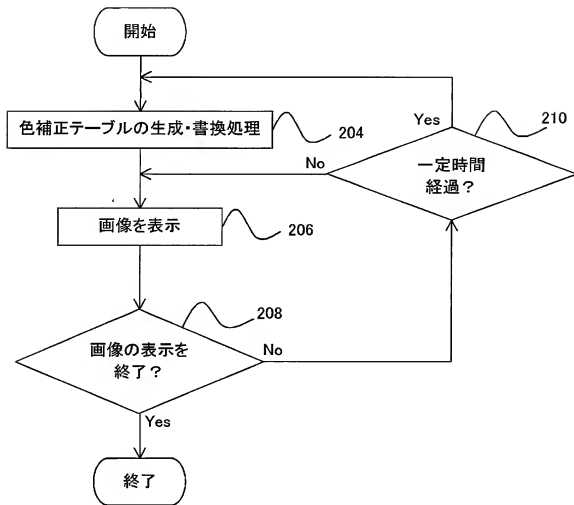 開始
Yes
210
色補正テーブルの生成・書換処理
204
No
一定時間
経過?
画像を表示
206
208
画像の表示を
終了?
No
Yes
終了